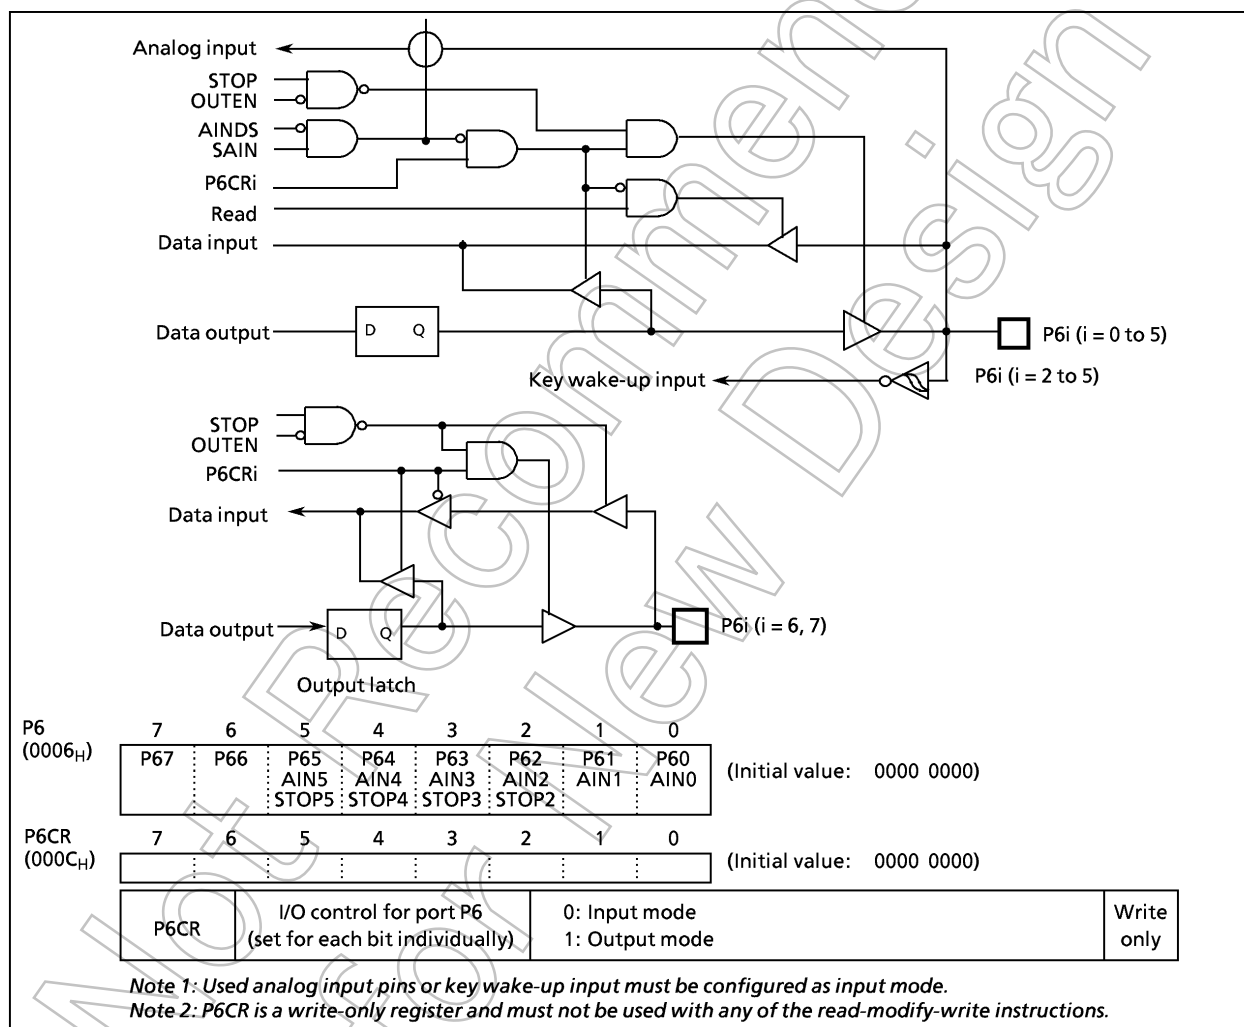 Analog input
STOP
OUTEN
AINDS
SAIN
P6CRi
Read
Data input
Data output
D Q
P6i (i = 0 to 5)
Key wake-up input
P6i (i = 2 to 5)
STOP
OUTEN
P6CRi
Data input
Data output
D Q
P6i (i = 6, 7)
Output latch
P6 7 6 5 4 3 2 1 0
(0006H)
P67 P66 P65 P64 P63 P62 P61 P60
AIN5 AIN4 AIN3 AIN2 AIN1 AIN0
STOP5 STOP4 STOP3 STOP2
(Initial value: 0000 0000)
P6CR 7 6 5 4 3 2 1 0
(000CH)
(Initial value: 0000 0000)
P6CR
I/O control for port P6
(set for each bit individually)
0: Input mode
1: Output mode
Write
only
Note 1: Used analog input pins or key wake-up input must be configured as input mode.
Note 2: P6CR is a write-only register and must not be used with any of the read-modify-write instructions.
Not Recommen
for New Design